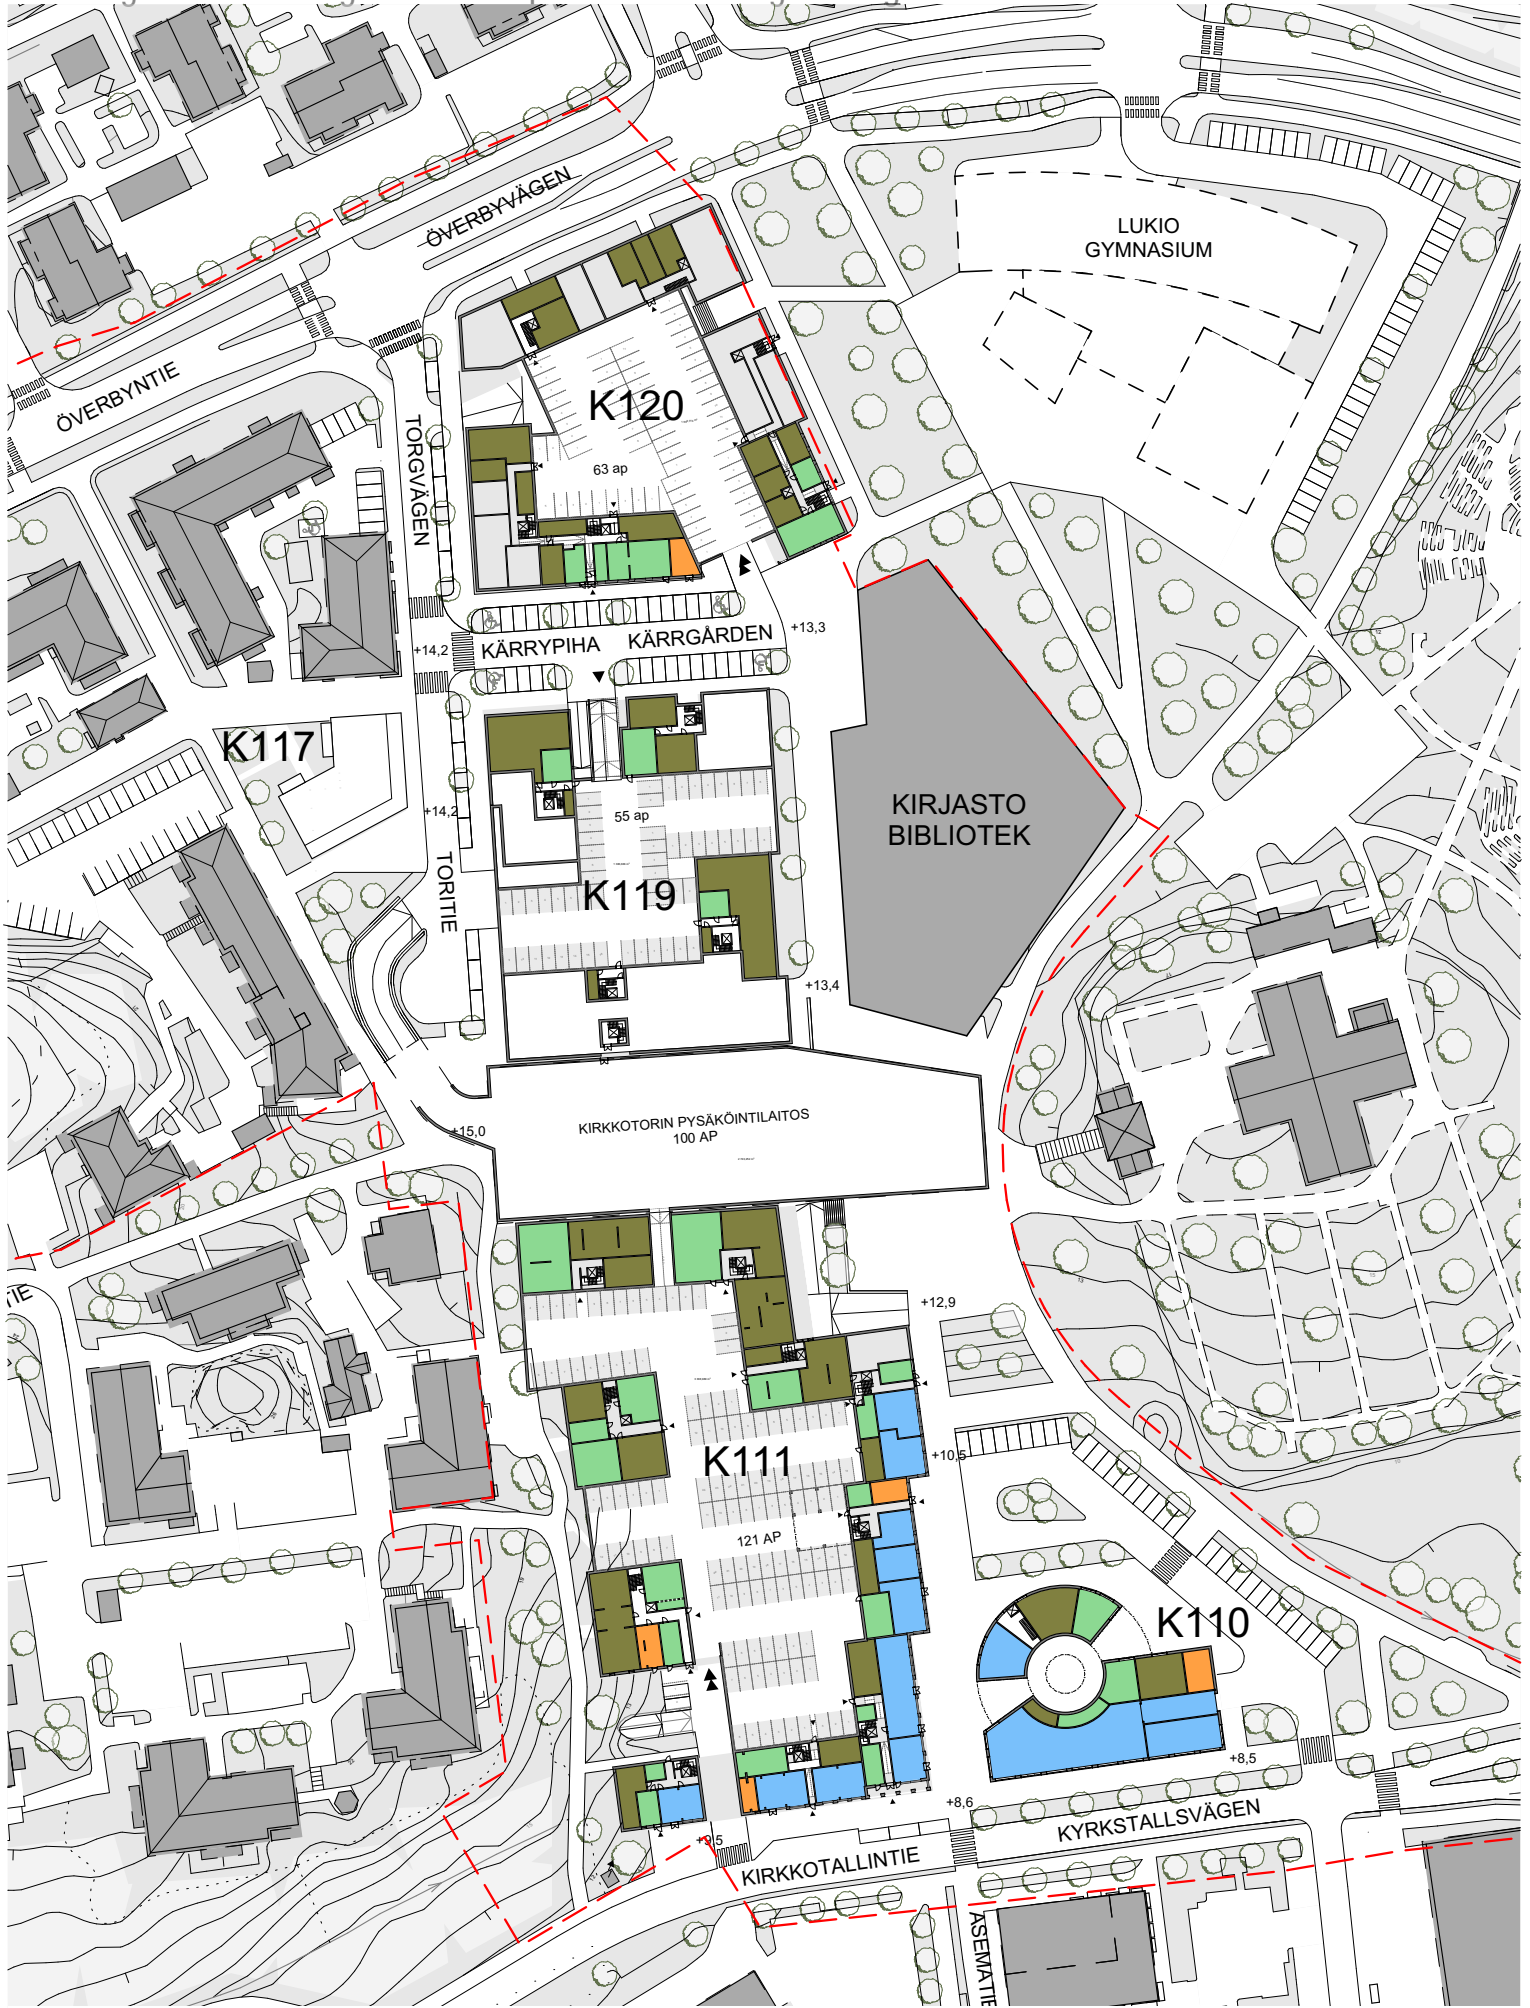 ÖVERBYVÄGEN
LUKIO
GYMNASIUM
ÖVERBYNTIE
K120
TORGVÄGEN
63 ap
+13,3
+14,2
KÄRRYPIHA
KÄRRGÅRDEN
K117
+14,2
55 ap
KIRJASTO
BIBLIOTEK
TORITIE
K119
+13,4
KIRKKOTORIN PYSÄKÖINTILAITOS
100 AP
+15,0
TIE
+12,9
K111
+10,5
121 AP
K110
+8,5
+8,6
KYRKSTALLSVÄGEN
+9,5
KIRKKOTALLINTIE
ASEMATIE